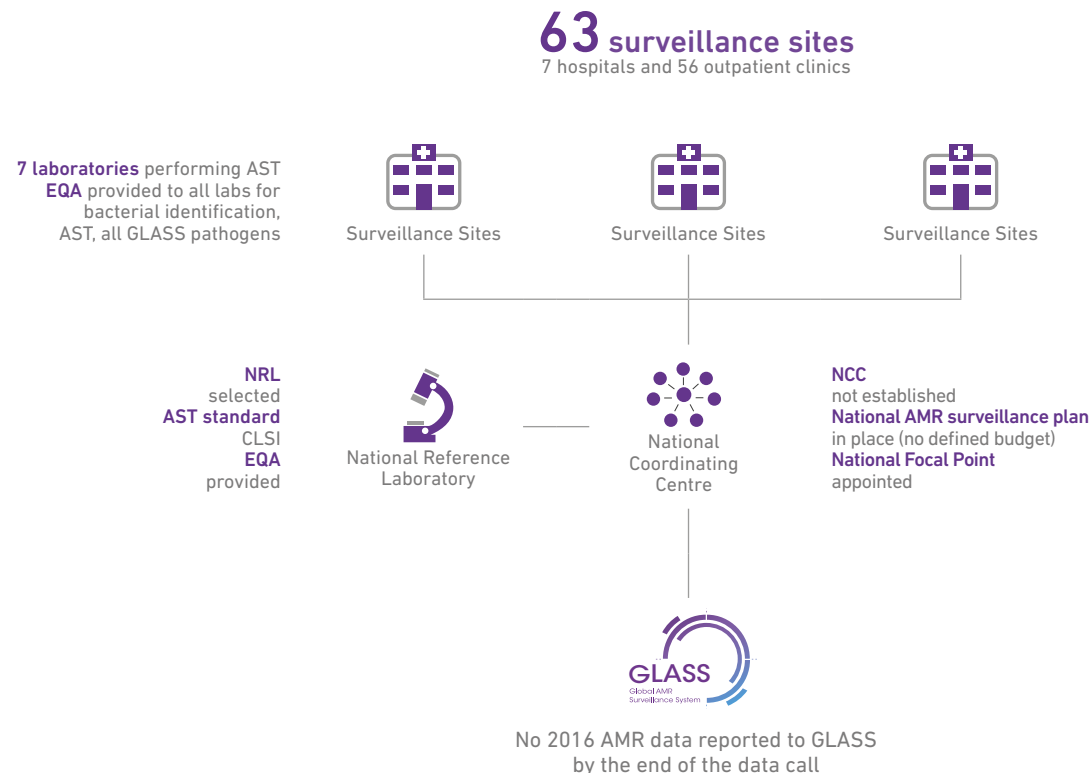 63 surveillance sites
7 hospitals and 56 outpatient clinics
7 laboratories performing AST
EQA provided to all labs for
bacterial identification,
AST, all GLASS pathogens
Surveillance Sites
Surveillance Sites
Surveillance Sites
NRL
selected
AST standard
CLSI
EQA
provided
National Reference
Laboratory
National
Coordinating
Centre
NCC
not established
National AMR surveillance plan
in place (no defined budget)
National Focal Point
appointed
GLASS
Global AMR
Surveillance System
No 2016 AMR data reported to GLASS
by the end of the data call